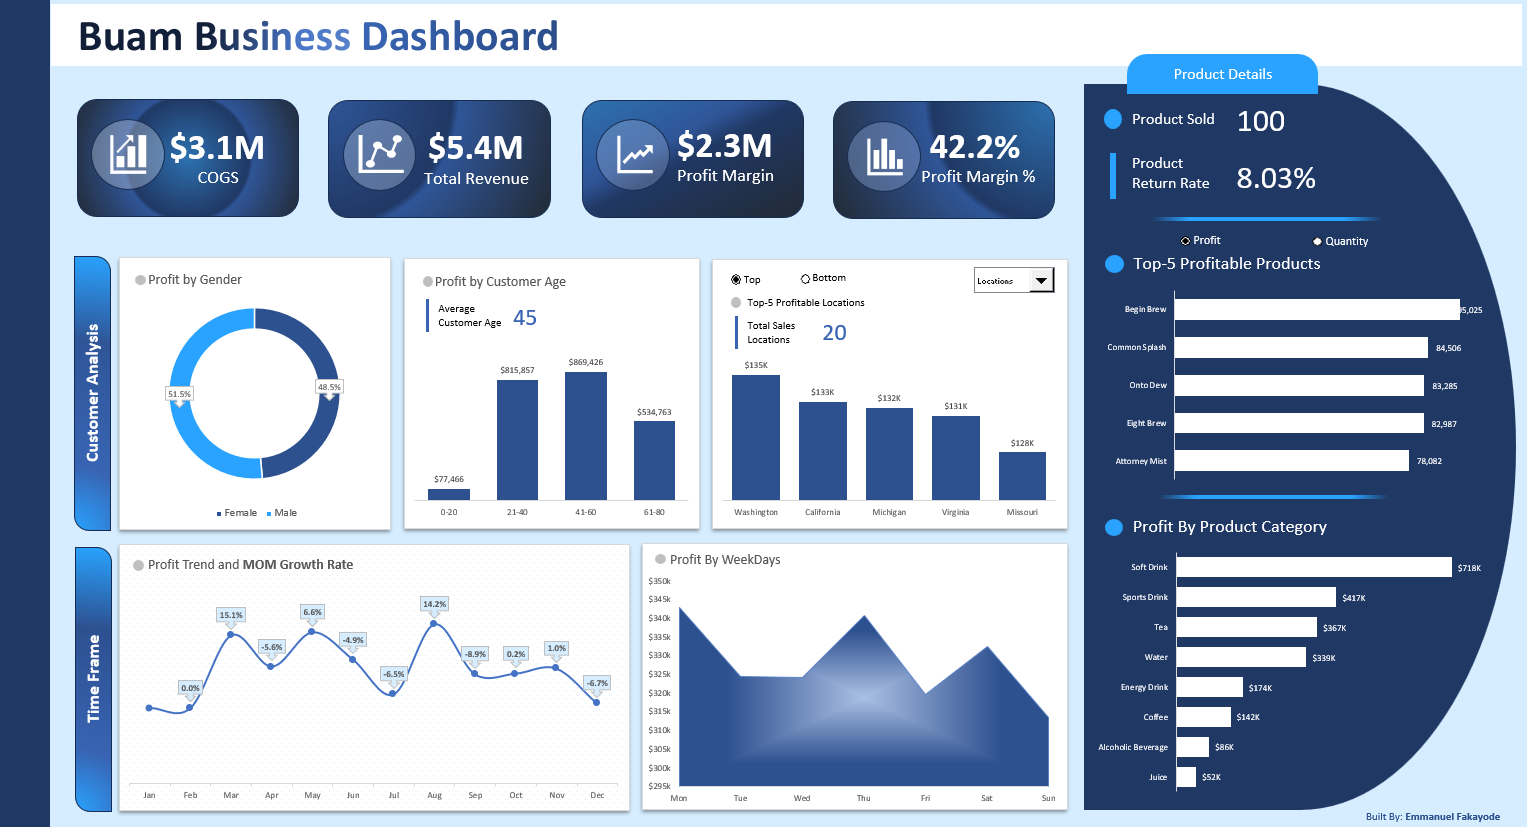 Buam Business Dashboard
Product Details
$3.1M
COGS
$5.4M
Total Revenue
$2.3M
Profit Margin
42.2%
Profit Margin %
Product Sold 100
Product
Return Rate 8.03%
Profit Quantity
Top-5 Profitable Products
Begin Brew
Common Splash 84,506
Onto Dew 83,285
Eight Brew 82,987
Attorney Mist 78,082
Profit By Product Category
Soft Drink $718K
Sports Drink $417K
Tea $367K
Water $339K
Energy Drink $174K
Coffee $142K
Alcoholic Beverage $86K
Juice $52K
Customer Analysis
Profit by Gender
51.5%
48.5%
Female Male
Profit by Customer Age
Average
Customer Age 45
$77,466
$815,857
$869,426
$534,763
0-20 21-40 41-60 61-80
Top Bottom Locations
Top-5 Profitable Locations
Total Sales
Locations 20
$135K
$133K
$132K
$131K
$128K
Washington California Michigan Virginia Missouri
Time Frame
Profit Trend and MOM Growth Rate
0.0%
15.1%
-5.6%
6.6%
-4.9%
-6.5%
14.2%
-8.9%
0.2%
1.0%
-6.7%
Jan Feb Mar Apr May Jun Jul Aug Sep Oct Nov Dec
Profit By WeekDays
$350k
$345k
$340k
$335k
$330k
$325k
$320k
$315k
$310k
$305k
$300k
$295k
Mon Tue Wed Thu Fri Sat Sun
Built By: Emmanuel Fakayode